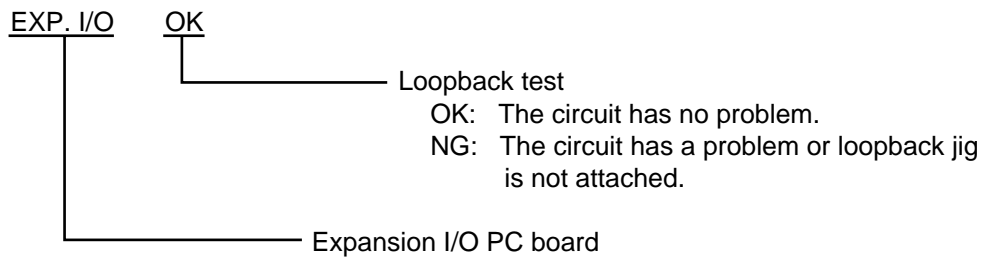 EXP. I/O OK
Loopback test
OK: The circuit has no problem.
NG: The circuit has a problem or loopback jig
is not attached.
Expansion I/O PC board